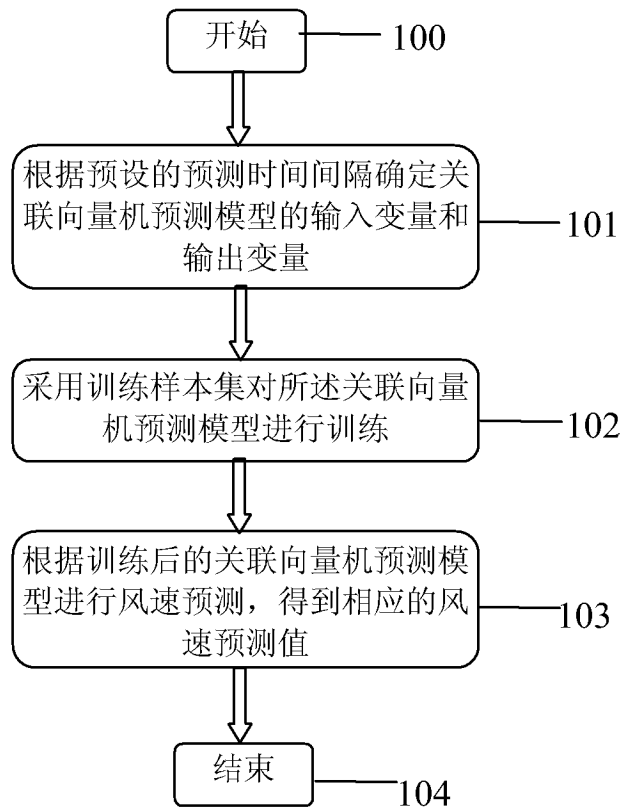 开始
100
根据预设的预测时间间隔确定关
联向量机预测模型的输入变量和
输出变量
101
采用训练样本集对所述关联向量
机预测模型进行训练
102
根据训练后的关联向量机预测模
型进行风速预测，得到相应的风
速预测值
103
结束
104